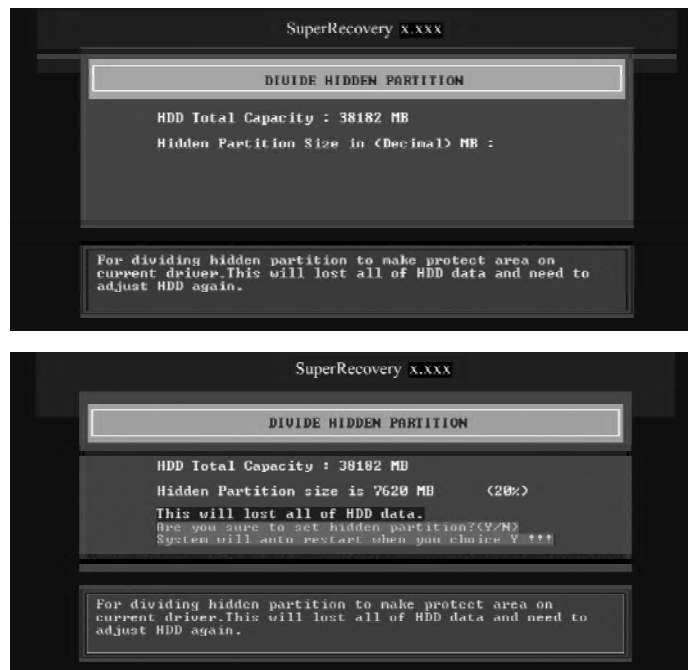 SuperRecovery x.xxx
DIVIDE HIDDEN PARTITION
HDD Total Capacity : 38182 MB
Hidden Partition Size in (Decimal) MB :
For dividing hidden partition to make protect area on
current driver.This will lost all of HDD data and need to
adjust HDD again.
SuperRecovery x.xxx
DIVIDE HIDDEN PARTITION
HDD Total Capacity : 38182 MB
Hidden Partition size is 7620 MB (20%)
This will lost all of HDD data.
Are you sure to set hidden partition?(Y/N)
System will auto restart when you choice Y !!!
For dividing hidden partition to make protect area on
current driver.This will lost all of HDD data and need to
adjust HDD again.